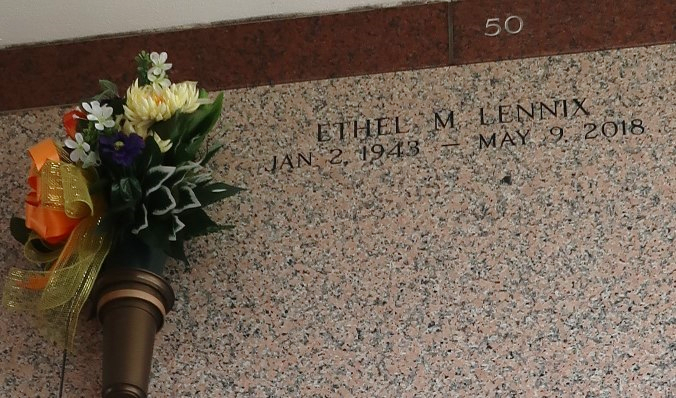 50
ETHEL M. LENNIX
JAN 2, 1943 – MAY 9, 2018